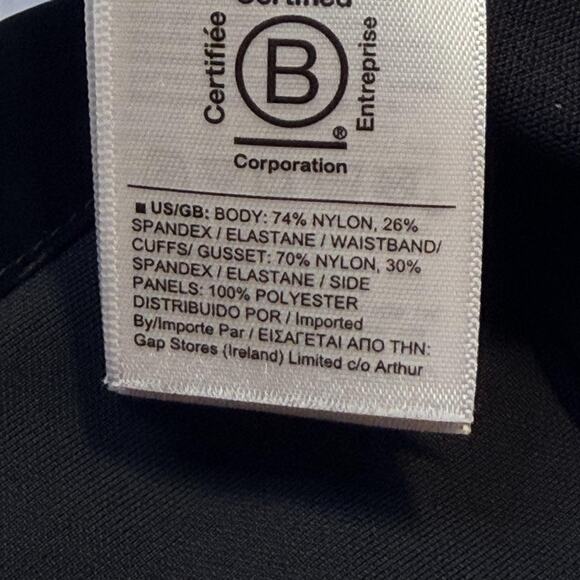 Certified
Certifiée
B
Entreprise
®
Corporation
■ US/GB: BODY: 74% NYLON, 26%
SPANDEX / ELASTANE / WAISTBAND/
CUFFS/ GUSSET: 70% NYLON, 30%
SPANDEX / ELASTANE / SIDE
PANELS: 100% POLYESTER
DISTRIBUIDO POR / Imported
By/Importe Par / ΕΙΣΑΓΕΤΑΙ ΑΠΟ ΤΗΝ:
Gap Stores (Ireland) Limited c/o Arthur